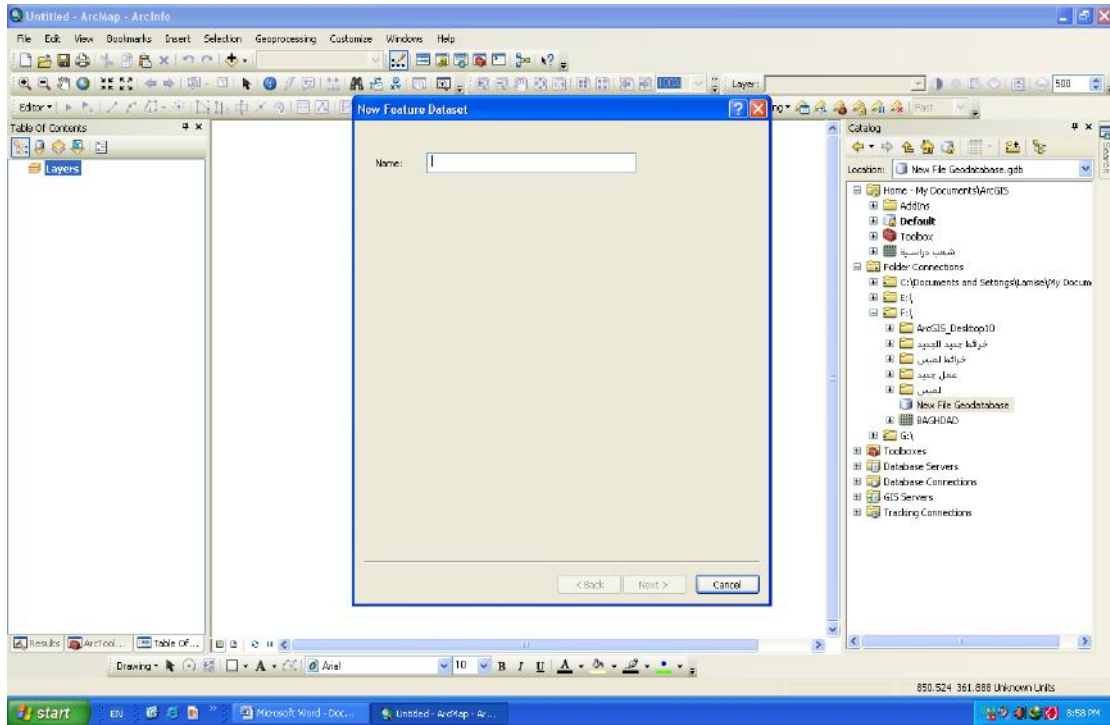 Untitled - ArcMap - ArcInfo
File Edit View Bookmarks Insert Selection Geoprocessing Customize Windows Help
Layer: 500
Editor
Fast
New Feature Dataset
Name:
< Back Next > Cancel
Table Of Contents
Layers
Catalog
Location: New File Geodatabase.gdb
Search
Home - My Documents\ArcGIS
AddIns
Default
Toolbox
شعب دراسية
Folder Connections
C:\Documents and Settings\Lamise\My Docum
E:\
F:\
ArcGIS_Desktop10
خرائط جديد الجديد
خرائط لميس
عمل جديد
لميس
New File Geodatabase
BAGHDAD
G:\
Toolboxes
Database Servers
Database Connections
GIS Servers
Tracking Connections
Results ArcTool... Table Of...
Drawing A Arial 10 B I U A
850.524 361.888 Unknown Units
start EN Microsoft Word - Doc... Untitled - ArcMap - Ar... 8:58 PM